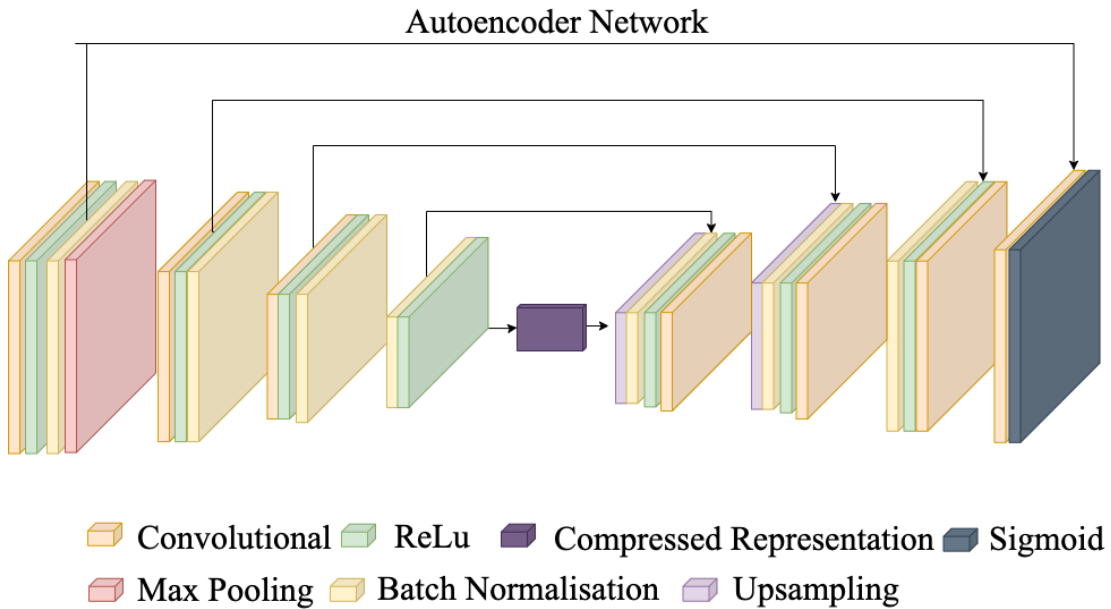 Autoencoder Network
Convolutional ReLu Compressed Representation Sigmoid
Max Pooling Batch Normalisation Upsampling